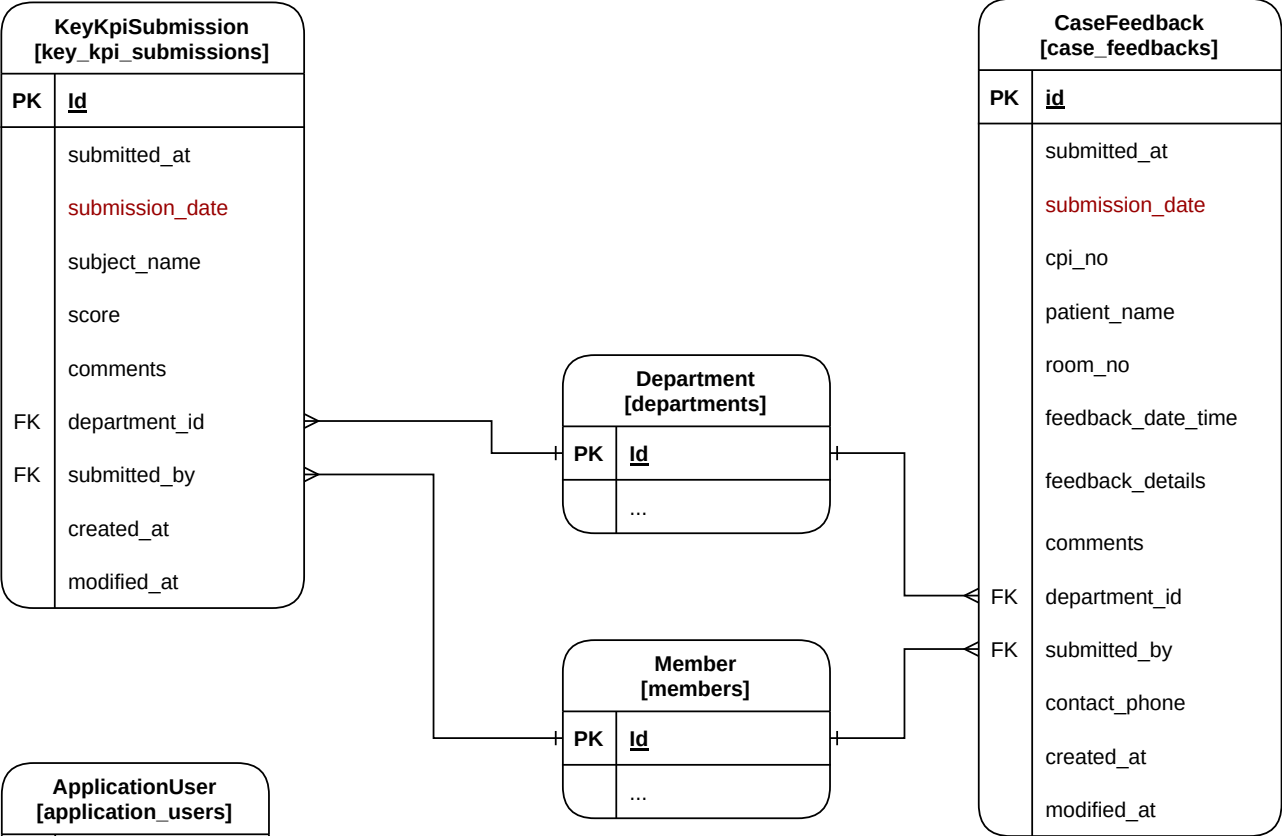 KeyKpiSubmission
[key_kpi_submissions]
PK Id
submitted_at
submission_date
subject_name
score
comments
FK department_id
FK submitted_by
created_at
modified_at
Department
[departments]
PK Id
...
Member
[members]
PK Id
...
CaseFeedback
[case_feedbacks]
PK id
submitted_at
submission_date
cpi_no
patient_name
room_no
feedback_date_time
feedback_details
comments
FK department_id
FK submitted_by
contact_phone
created_at
modified_at
ApplicationUser
[application_users]